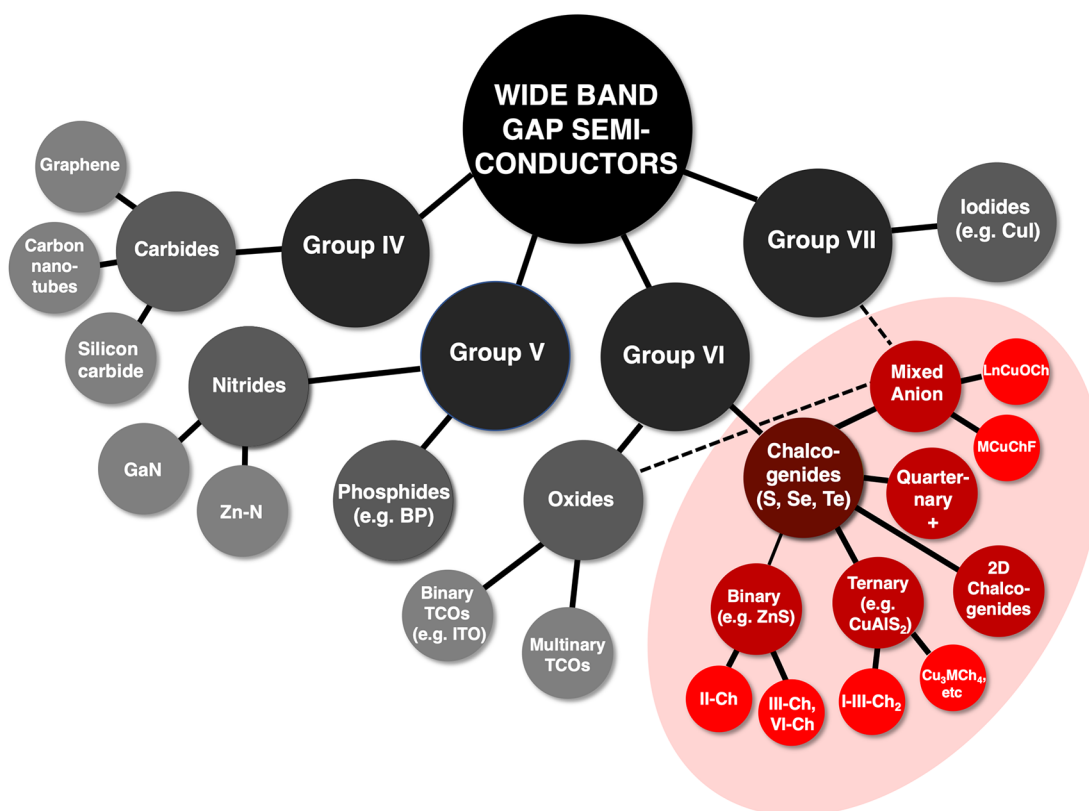 WIDE BAND
GAP SEMI-
CONDUCTORS
Group IV
Carbides
Graphene
Carbon
nano-
tubes
Silicon
carbide
Group V
Nitrides
GaN
Zn-N
Phosphides
(e.g. BP)
Group VI
Oxides
Binary
TCOs
(e.g. ITO)
Multinary
TCOs
Chalco-
genides
(S, Se, Te)
Binary
(e.g. ZnS)
II-Ch
III-Ch,
VI-Ch
Ternary
(e.g.
CuAlS₂)
I-III-Ch₂
Cu₃MCh₄,
etc
2D
Chalco-
genides
Quarter-
nary
+
Mixed
Anion
LnCuOCh
MCuChF
Group VII
Iodides
(e.g. CuI)